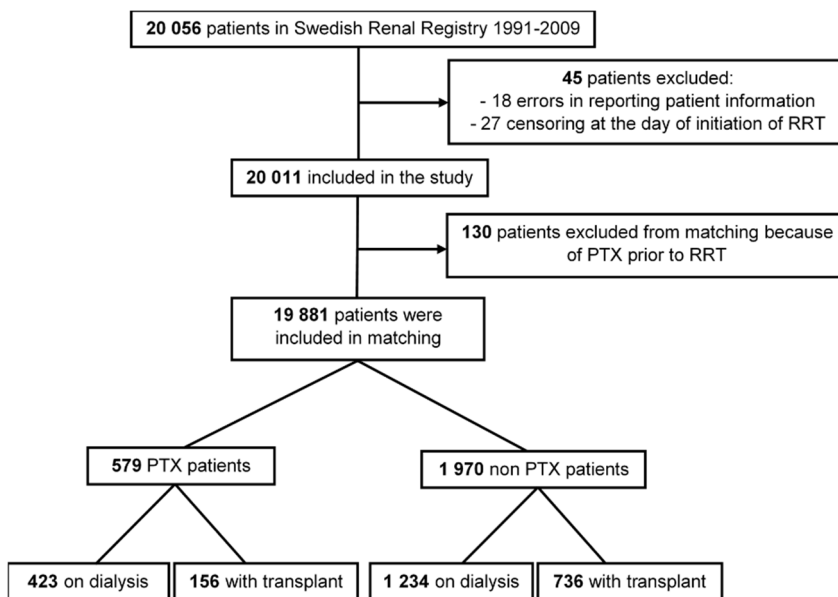 20 056 patients in Swedish Renal Registry 1991-2009
45 patients excluded:
- 18 errors in reporting patient information
- 27 censoring at the day of initiation of RRT
20 011 included in the study
130 patients excluded from matching because
of PTX prior to RRT
19 881 patients were
included in matching
579 PTX patients
1 970 non PTX patients
423 on dialysis
156 with transplant
1 234 on dialysis
736 with transplant